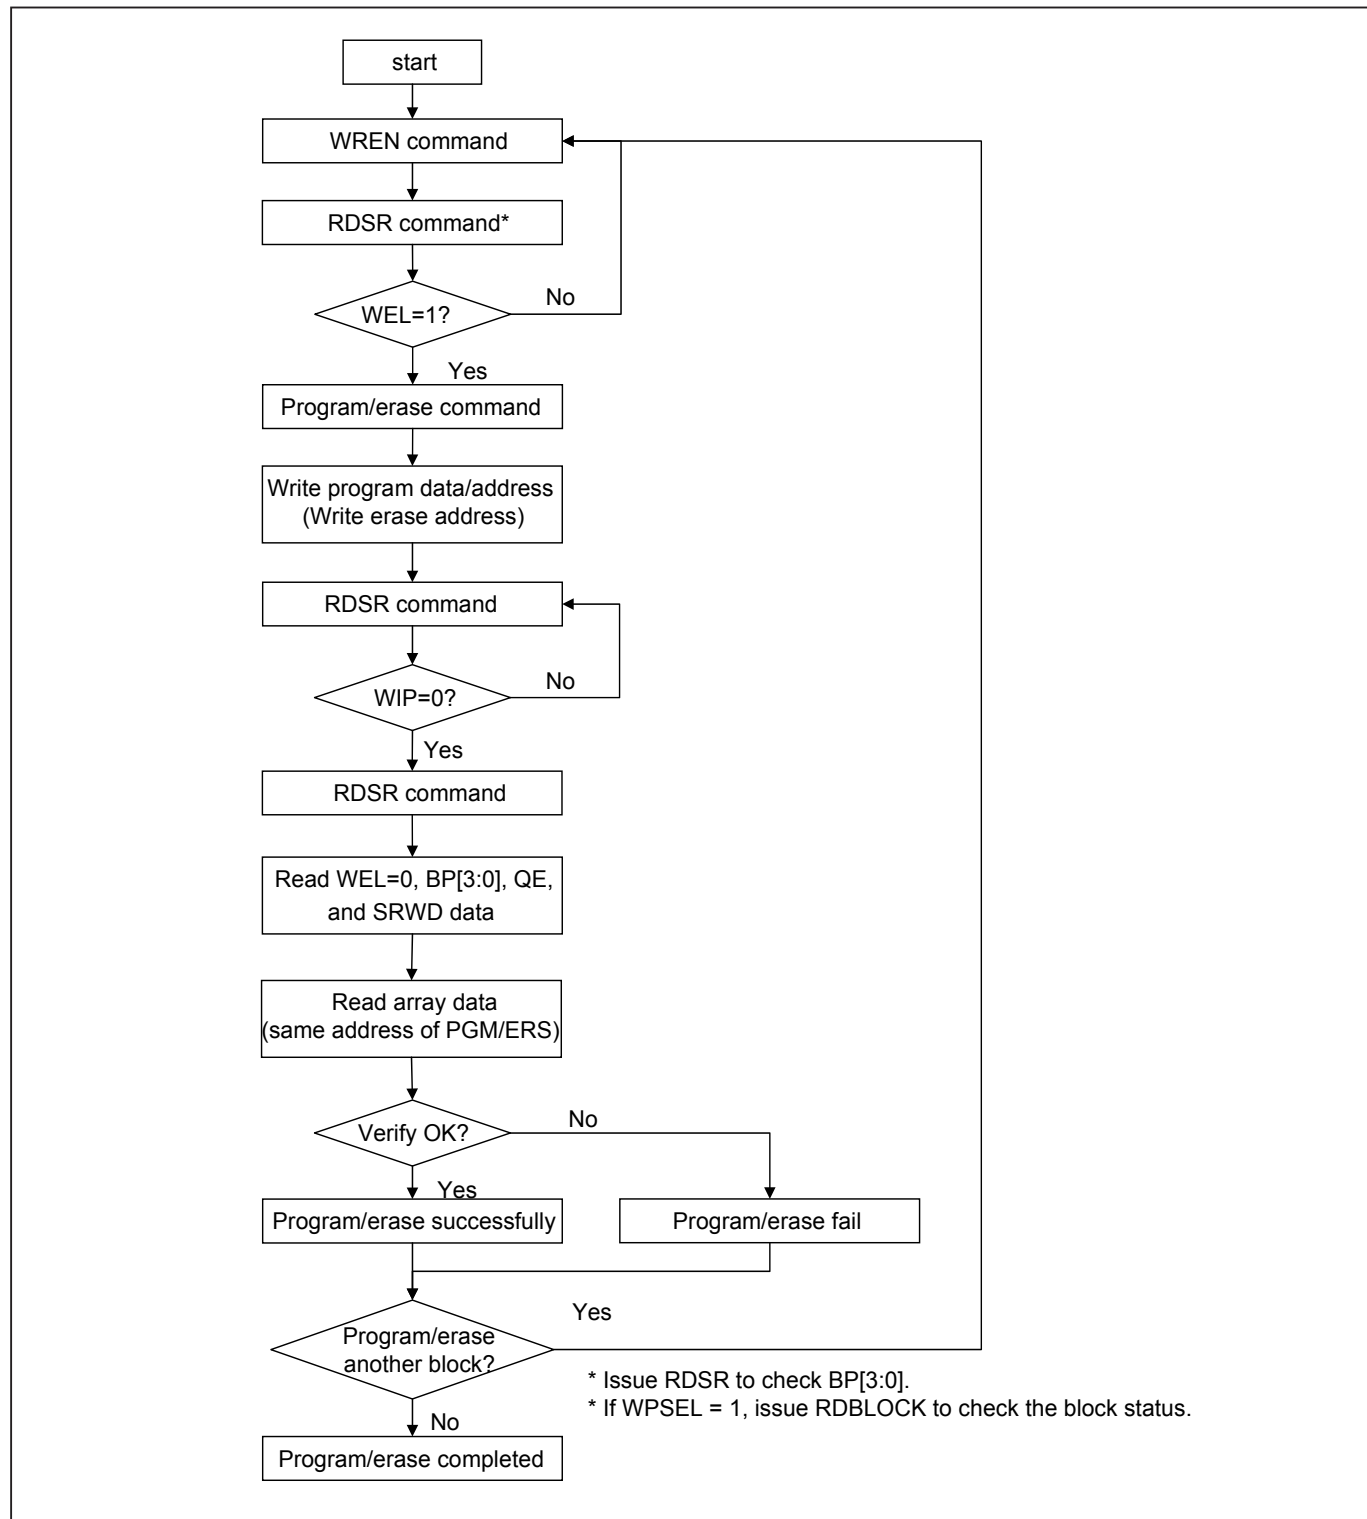 start
WREN command
RDSR command*
WEL=1?
No
Yes
Program/erase command
Write program data/address
(Write erase address)
RDSR command
WIP=0?
No
Yes
RDSR command
Read WEL=0, BP[3:0], QE,
and SRWD data
Read array data
(same address of PGM/ERS)
Verify OK?
No
Yes
Program/erase successfully
Program/erase fail
Program/erase
another block?
Yes
* Issue RDSR to check BP[3:0].
* If WPSEL = 1, issue RDBLOCK to check the block status.
No
Program/erase completed